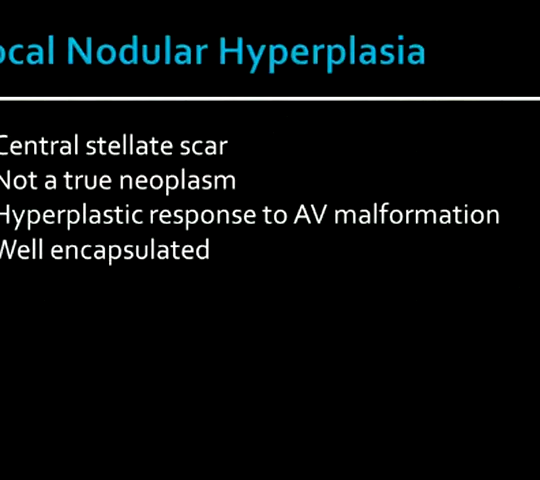 ocal Nodular Hyperplasia
Central stellate scar
Not a true neoplasm
Hyperplastic response to AV malformation
Well encapsulated